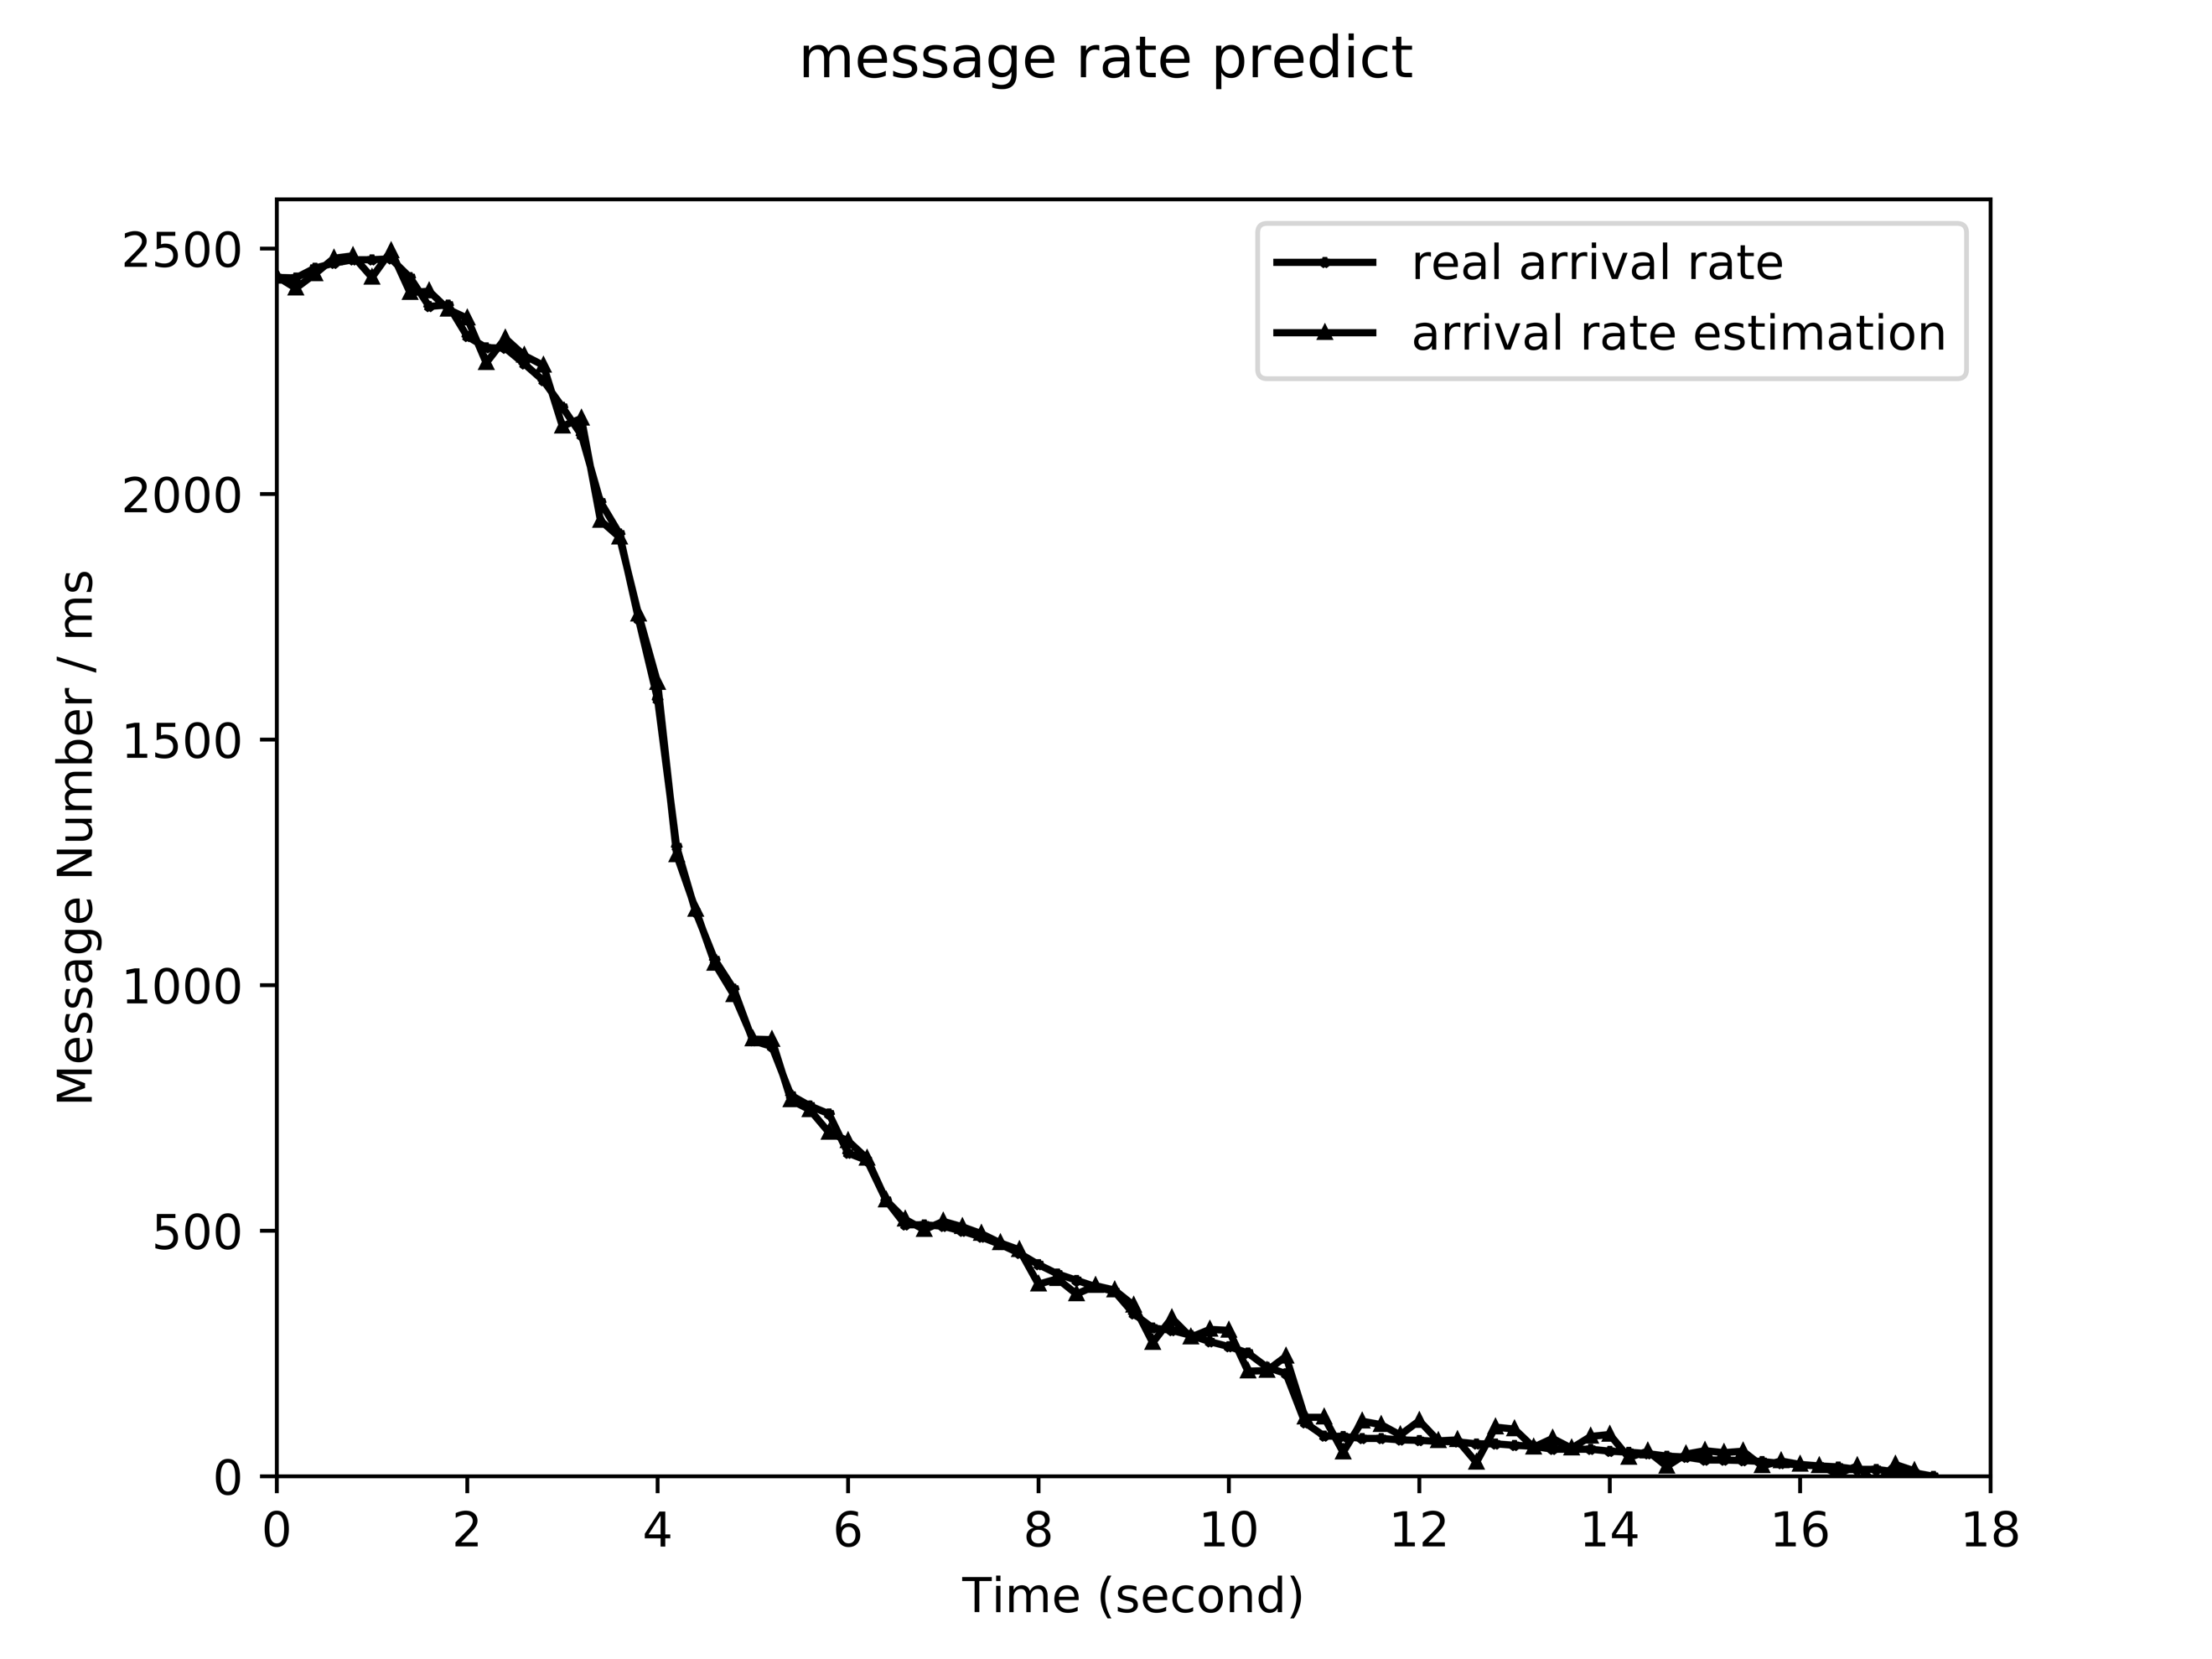 message rate predict
real arrival rate
arrival rate estimation
2500
2000
1500
1000
500
0
Message Number / ms
0 2 4 6 8 10 12 14 16 18
Time (second)